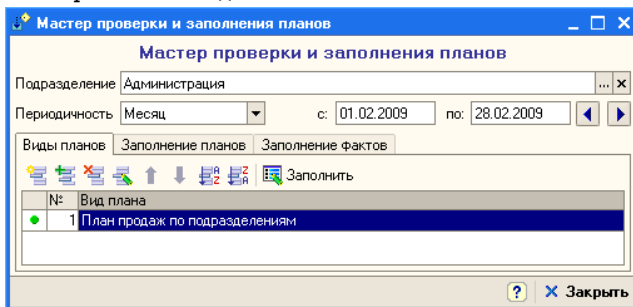 Мастер проверки и заполнения планов
Мастер проверки и заполнения планов
Подразделение Администрация ... x
Периодичность Месяц с: 01.02.2009 по: 28.02.2009
Виды планов Заполнение планов Заполнение фактов
Заполнить
№ Вид плана
1 План продаж по подразделениям
? Закрыть